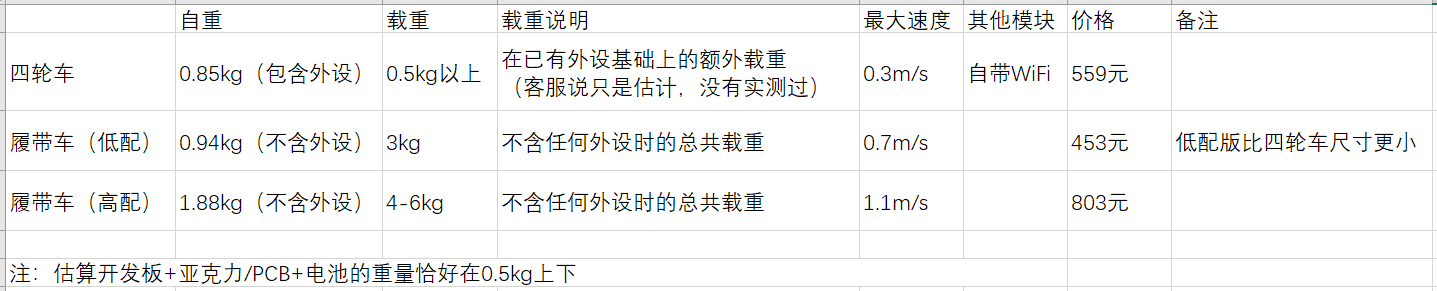 自重 载重 载重说明 最大速度 其他模块 价格 备注
四轮车 0.85kg（包含外设） 0.5kg以上 在已有外设基础上的额外载重
（客服说只是估计，没有实测过） 0.3m/s 自带WiFi 559元
履带车（低配） 0.94kg（不含外设） 3kg 不含任何外设时的总共载重 0.7m/s 453元 低配版比四轮车尺寸更小
履带车（高配） 1.88kg（不含外设） 4-6kg 不含任何外设时的总共载重 1.1m/s 803元
注：估算开发板+亚克力/PCB+电池的重量恰好在0.5kg上下